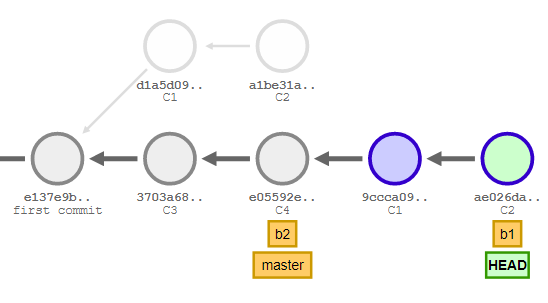 d1a5d09..
C1
a1be31a..
C2
e137e9b..
first commit
3703a68..
C3
e05592e..
C4
9ccca09..
C1
ae026da..
C2
b2
master
b1
HEAD